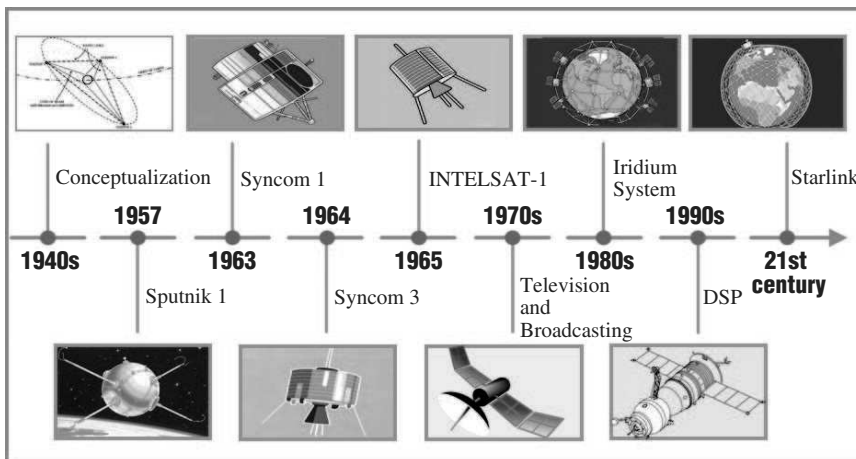 Conceptualization
Syncom 1
INTELSAT-1
Iridium
System
Starlink
1957
1964
1970s
1990s
1940s
1963
1965
1980s
21st
century
Sputnik 1
Syncom 3
Television
and
Broadcasting
DSP